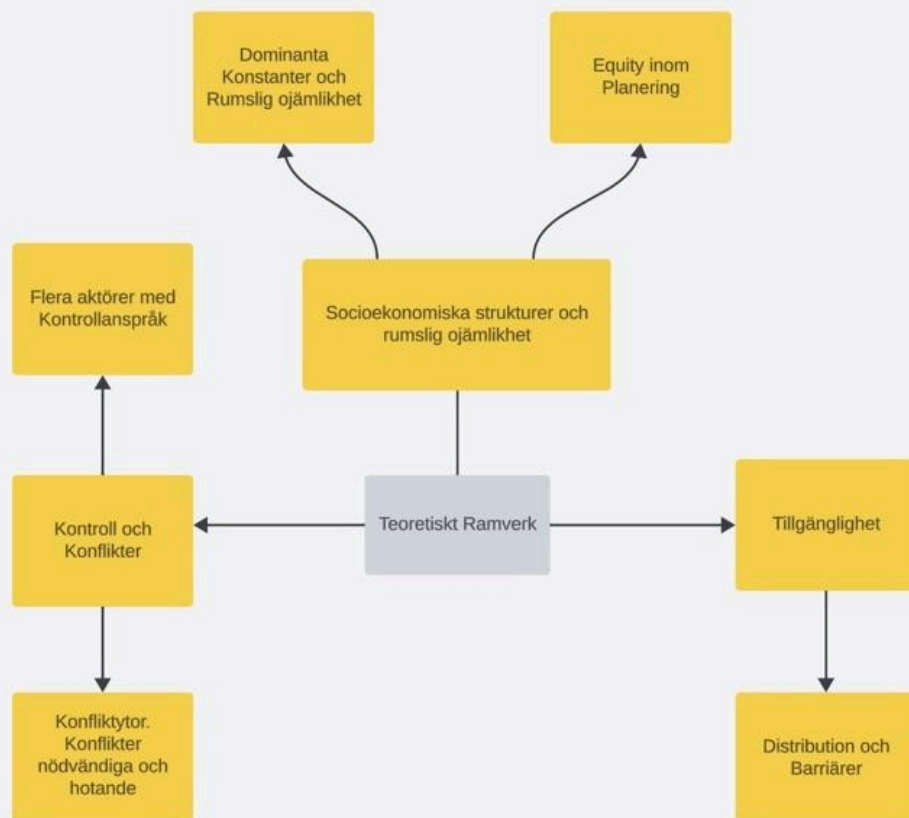 Dominanta
Konstanter och
Rumslig ojämlikhet
Equity inom
Planering
Flera aktörer med
Kontrollanspråk
Socioekonomiska strukturer och
rumslig ojämlikhet
Kontroll och
Konflikter
Teoretiskt Ramverk
Tillgänglighet
Konfliktytor.
Konflikter
nödvändiga och
hotande
Distribution och
Barriärer